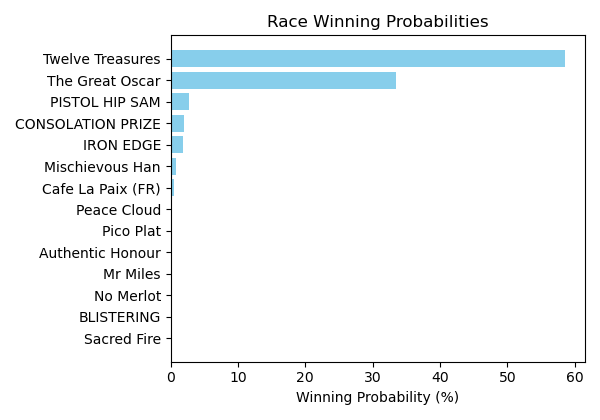 Race Winning Probabilities
Twelve Treasures
The Great Oscar
PISTOL HIP SAM
CONSOLATION PRIZE
IRON EDGE
Mischievous Han
Cafe La Paix (FR)
Peace Cloud
Pico Plat
Authentic Honour
Mr Miles
No Merlot
BLISTERING
Sacred Fire
0 10 20 30 40 50 60
Winning Probability (%)